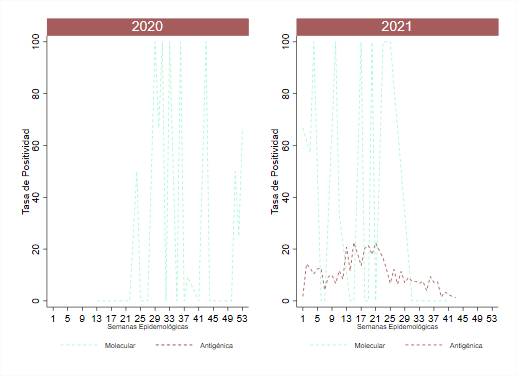 2020
2021
Tasa de Positividad
100
80
60
40
20
0
1 5 9 13 17 21 25 29 33 37 41 45 49 53
Semanas Epidemológicas
Molecular
Antigénica
Tasa de Positividad
100
80
60
40
20
0
1 5 9 13 17 21 25 29 33 37 41 45 49 53
Semanas Epidemológicas
Molecular
Antigénica